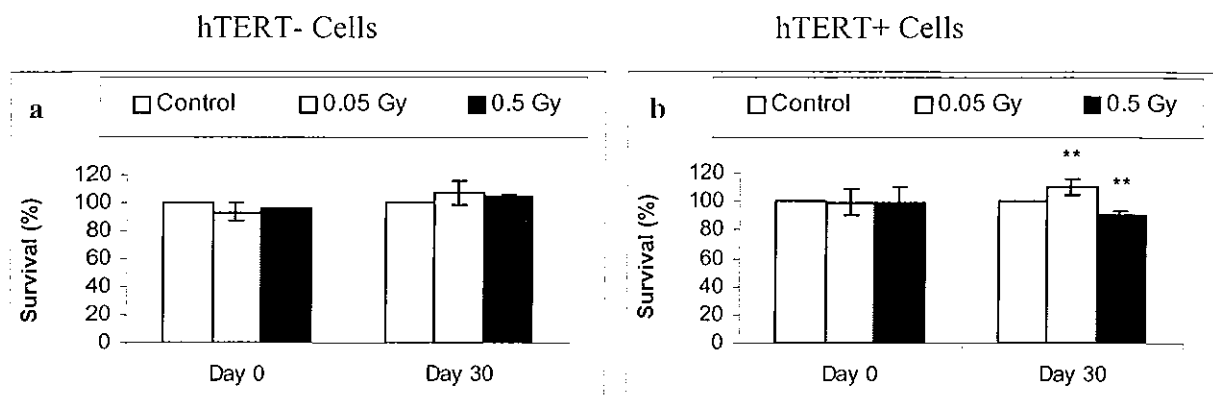 hTERT- Cells
hTERT+ Cells
a
Control 0.05 Gy 0.5 Gy
Survival (%)
120
100
80
60
40
20
0
Day 0 Day 30
b
Control 0.05 Gy 0.5 Gy
Survival (%)
120
100
80
60
40
20
0
**
**
Day 0 Day 30